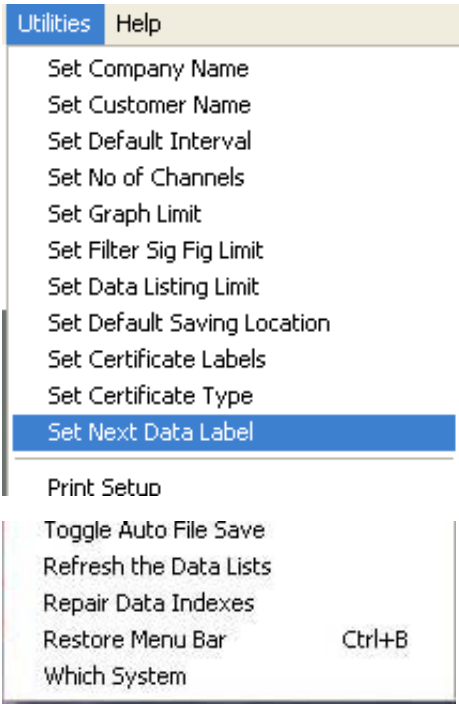 Utilities Help
Set Company Name
Set Customer Name
Set Default Interval
Set No of Channels
Set Graph Limit
Set Filter Sig Fig Limit
Set Data Listing Limit
Set Default Saving Location
Set Certificate Labels
Set Certificate Type
Set Next Data Label
Print Setup
Toggle Auto File Save
Refresh the Data Lists
Repair Data Indexes
Restore Menu Bar Ctrl+B
Which System